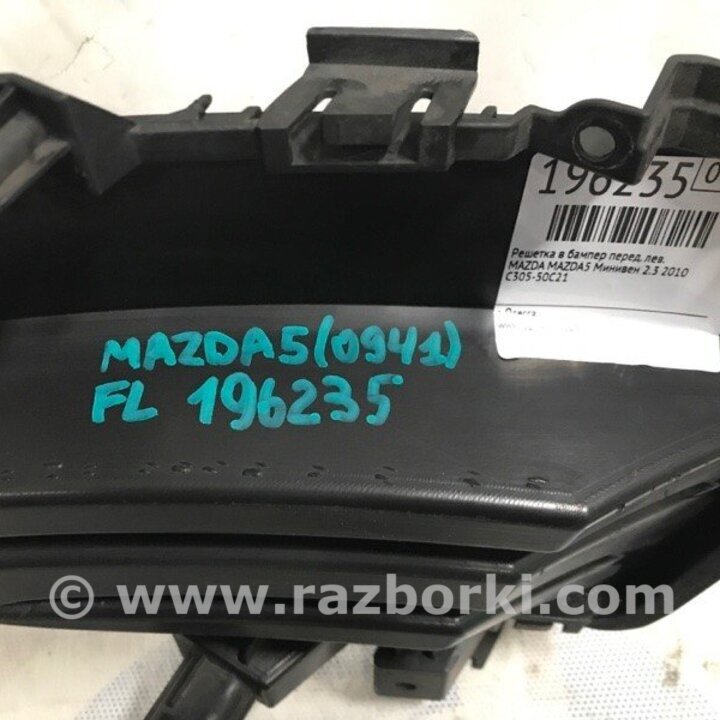 196235 0
Решетка в бампер перед. лев.
MAZDA MAZDA5 Минивен 2.3 2010
C305-50C21
MAZDA5(0941)
FL 196235
© www.razborki.com